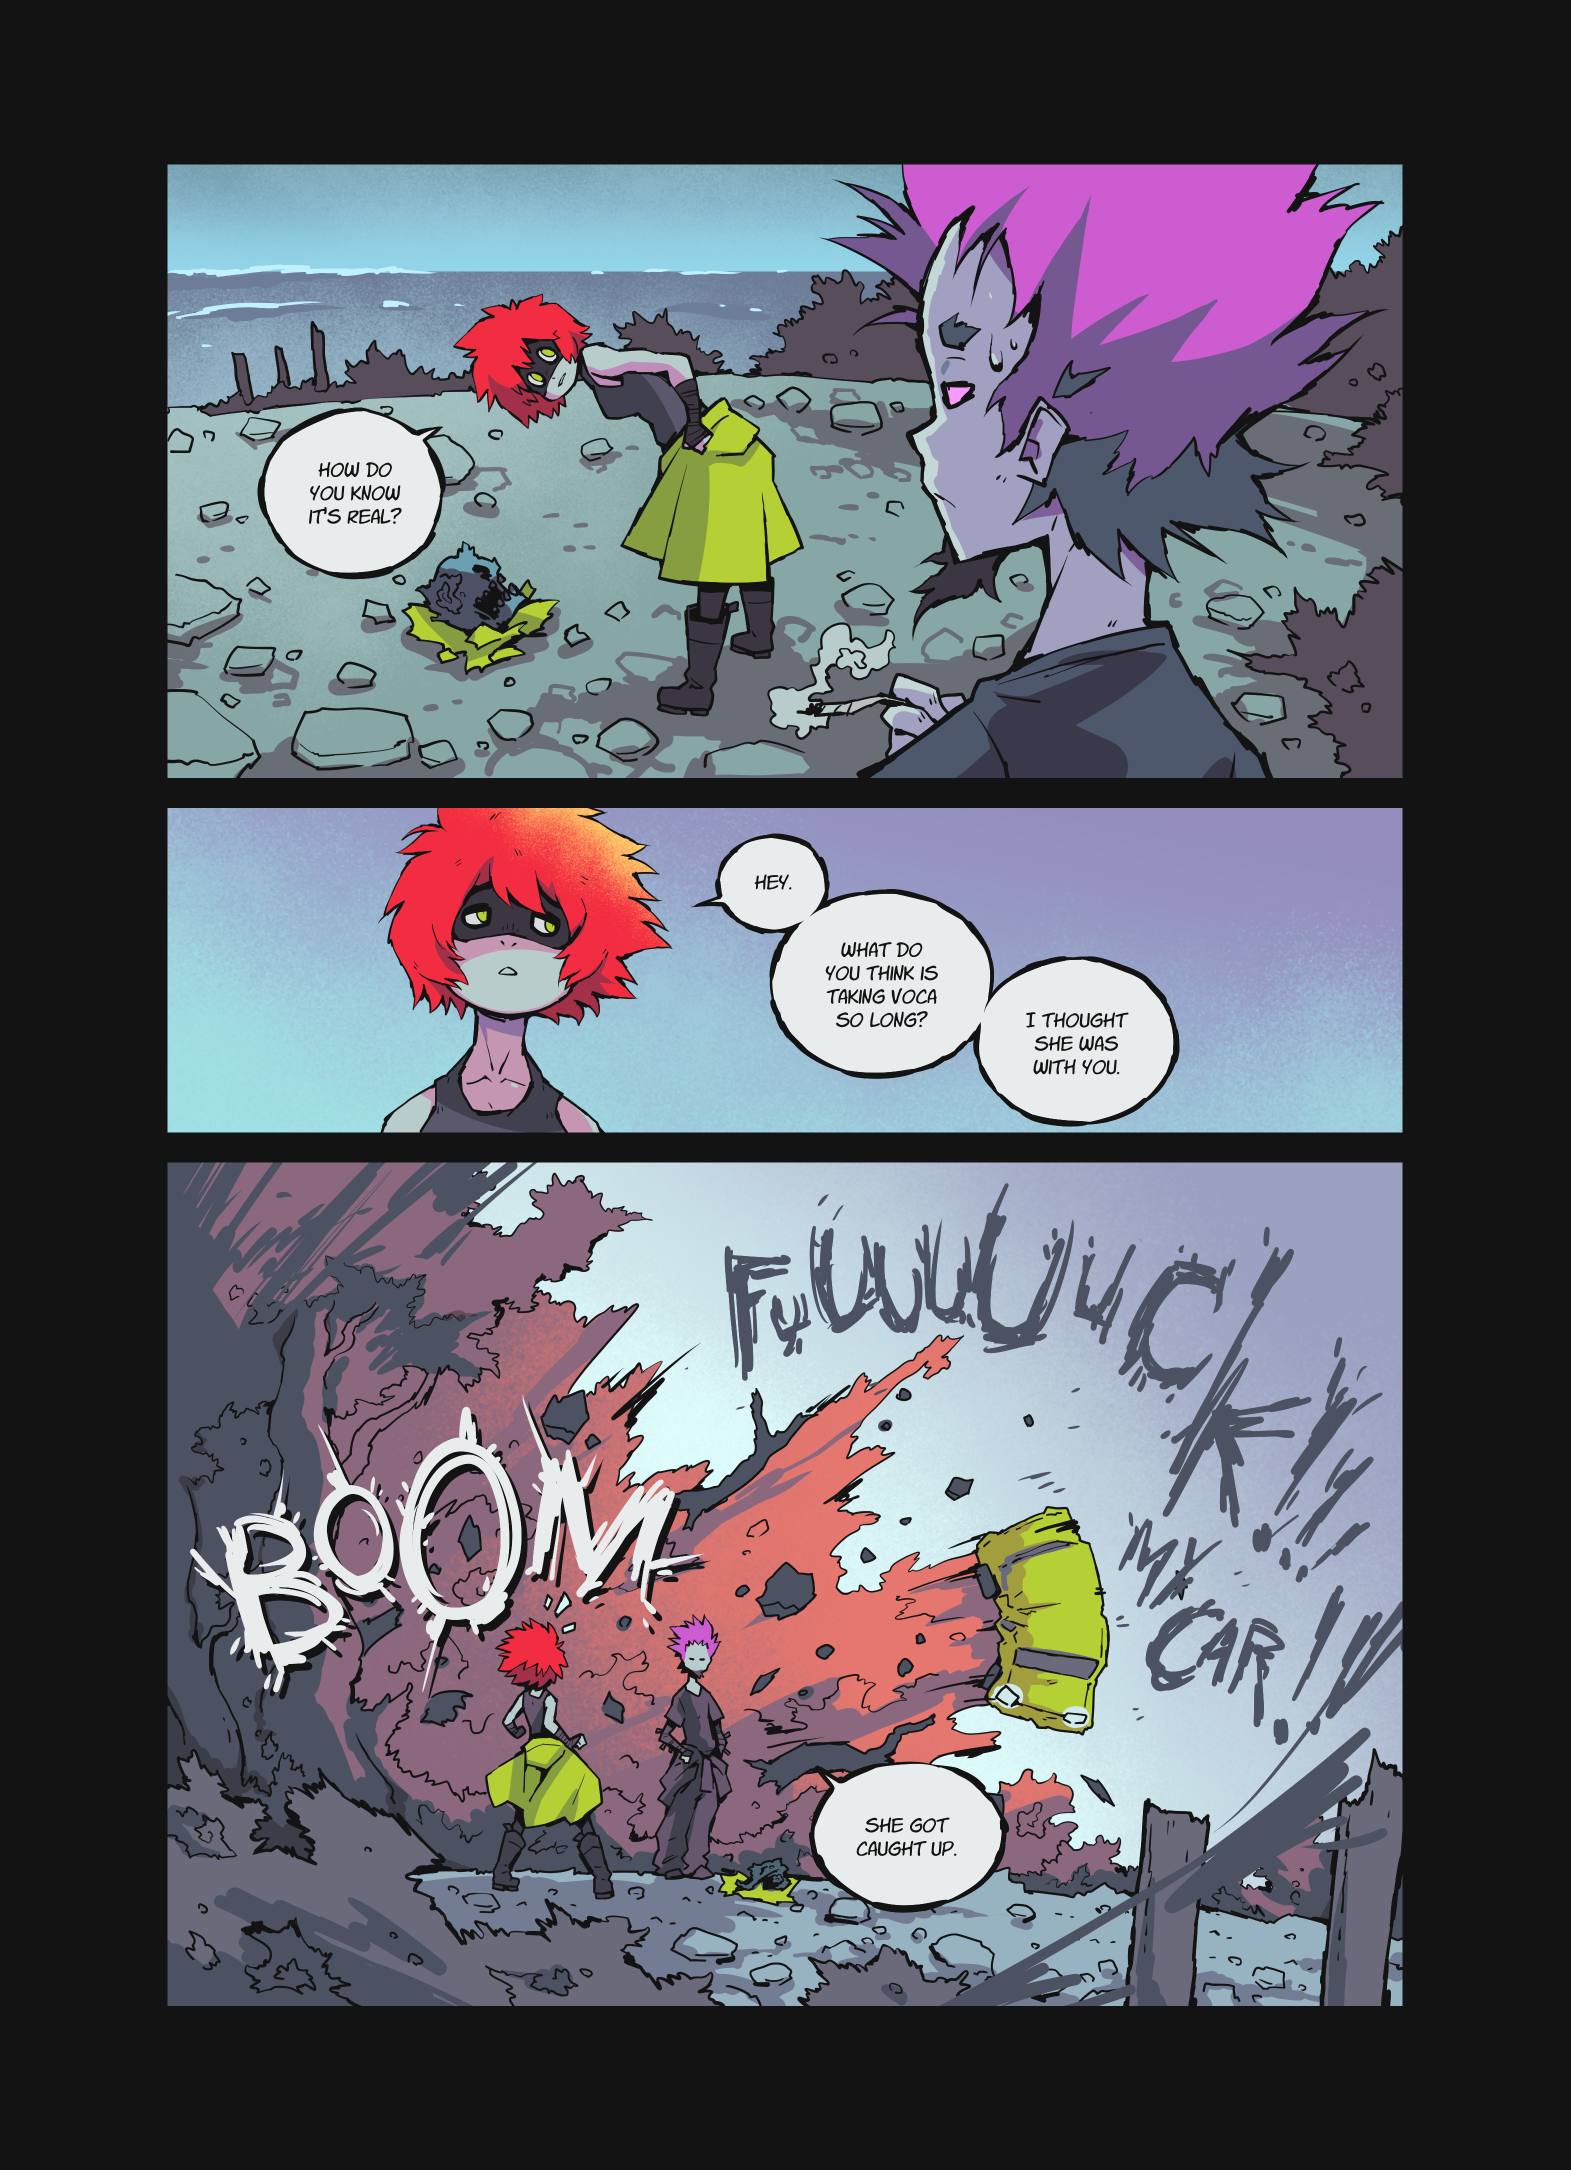 HOW DO
YOU KNOW
IT'S REAL?
HEY.
WHAT DO
YOU THINK IS
TAKING VOCA
SO LONG?
I THOUGHT
SHE WAS
WITH YOU.
FUUUUUUCK!!
MY
CAR!!!
BOOM
SHE GOT
CAUGHT UP.